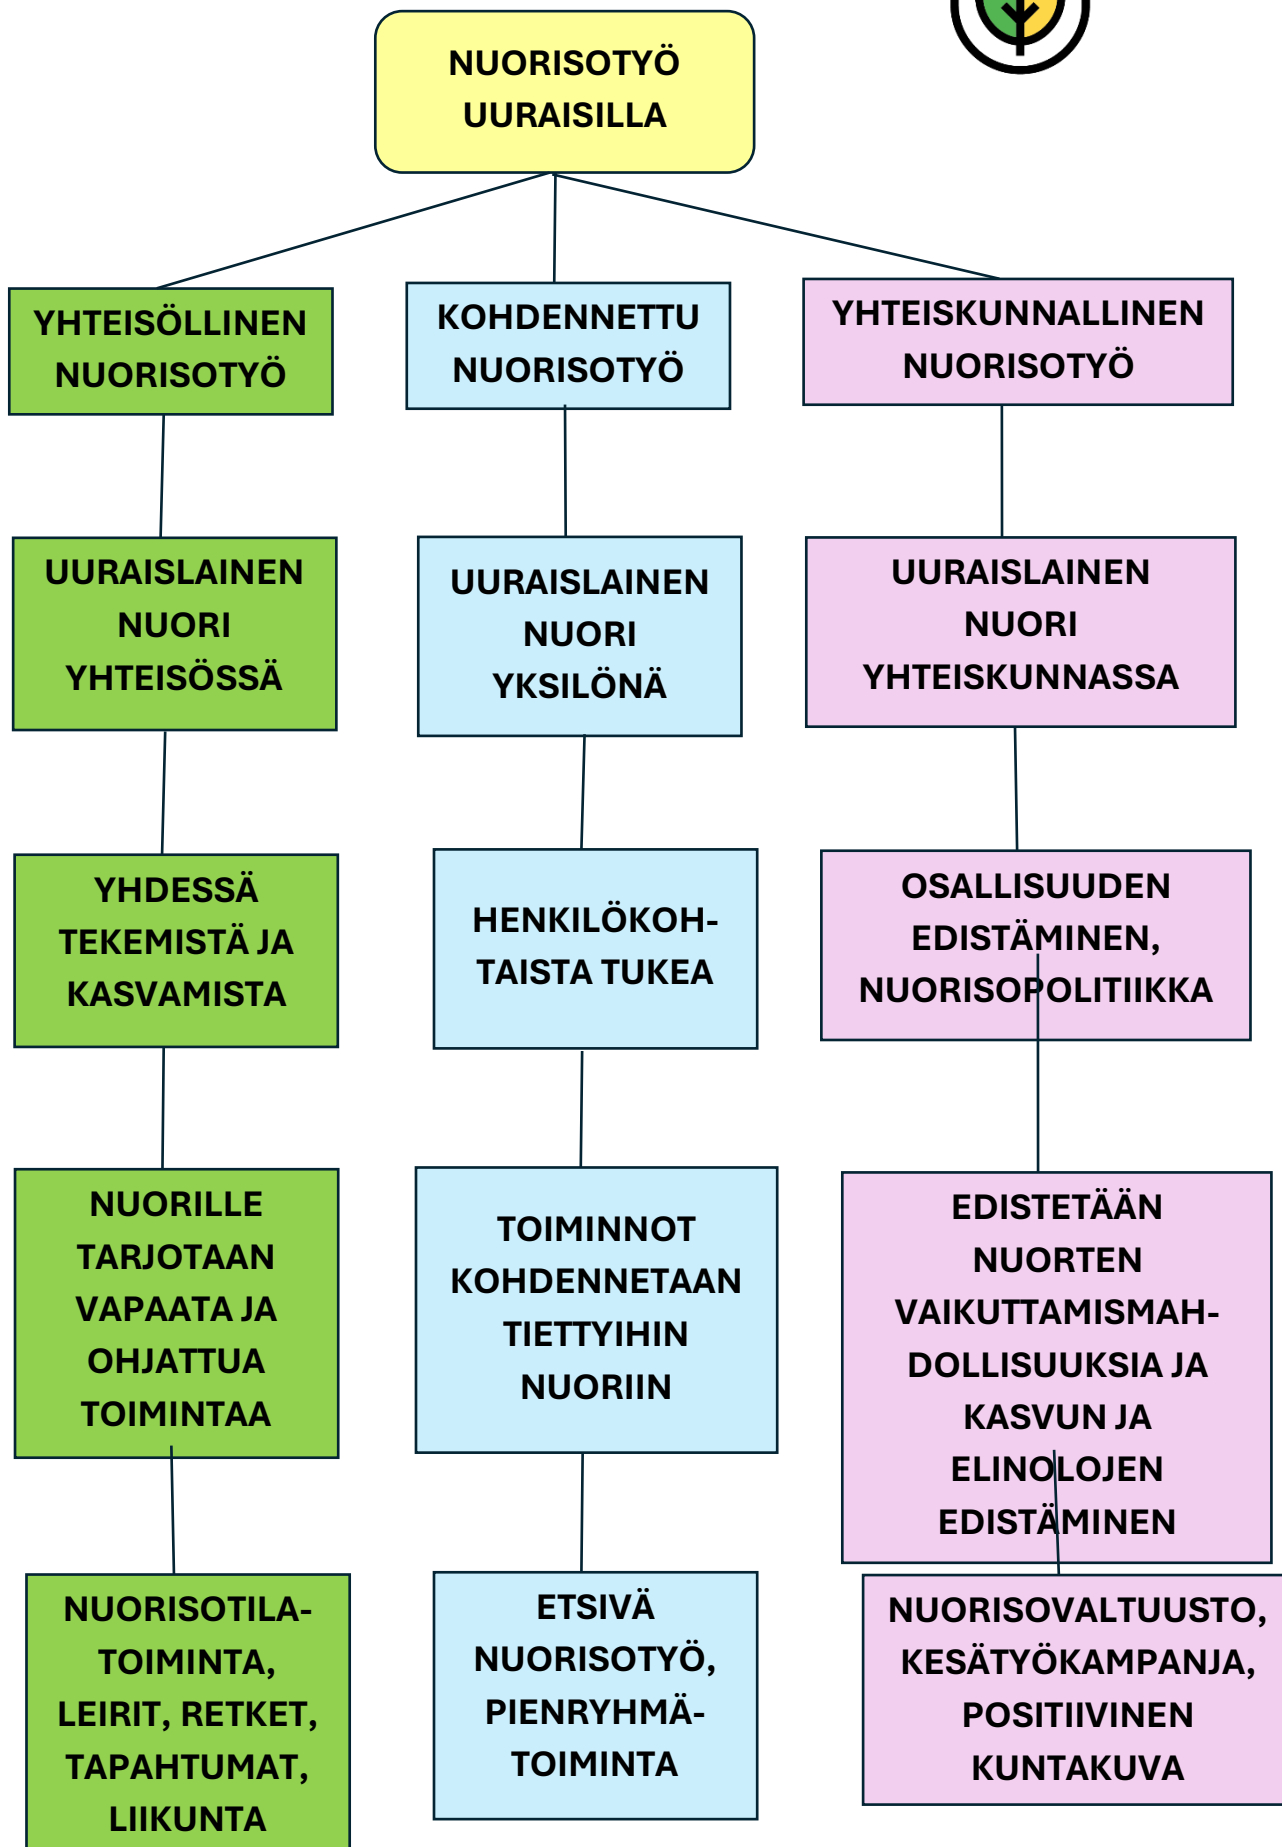 NUORISOTYÖ
UURAISILLA
YHTEISÖLLINEN
NUORISOTYÖ
UURAISLAINEN
NUORI
YHTEISÖSSÄ
YHDESSÄ
TEKEMISTÄ JA
KASVAMISTA
NUORILLE
TARJOTAAN
VAPAATA JA
OHJATTUA
TOIMINTAA
NUORISOTILA-
TOIMINTA,
LEIRIT, RETKET,
TAPAHTUMAT,
LIIKUNTA
KOHDENNETTU
NUORISOTYÖ
UURAISLAINEN
NUORI
YKSILÖNÄ
HENKILÖKOH-
TAISTA TUKEA
TOIMINNOT
KOHDENNETAAN
TIETTYIHIN
NUORIIN
ETSIVÄ
NUORISOTYÖ,
PIENRYHMÄ-
TOIMINTA
YHTEISKUNNALLINEN
NUORISOTYÖ
UURAISLAINEN
NUORI
YHTEISKUNNASSA
OSALLISUUDEN
EDISTÄMINEN,
NUORISOPOLITIIKKA
EDISTETÄÄN
NUORTEN
VAIKUTTAMISMAH-
DOLLISUUKSIA JA
KASVUN JA
ELINOLOJEN
EDISTÄMINEN
NUORISOVALTUUSTO,
KESÄTYÖKAMPANJA,
POSITIIVINEN
KUNTAKUVA